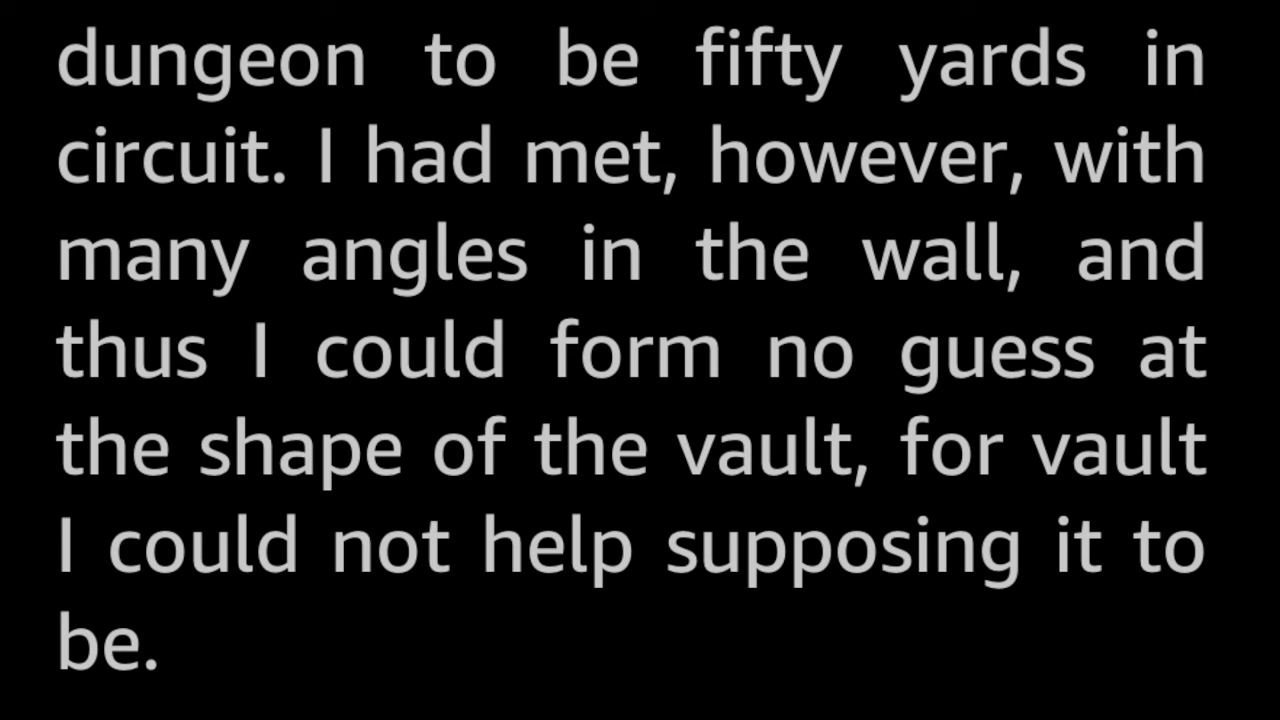 dungeon to be fifty yards in
circuit. I had met, however, with
many angles in the wall, and
thus I could form no guess at
the shape of the vault, for vault
I could not help supposing it to
be.